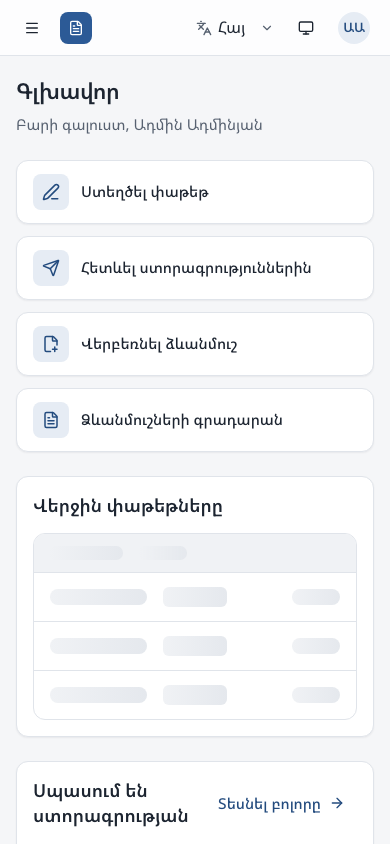 Հայ
ԱԱ
Գլխավոր
Բարի գալուստ, Ադմին Ադմինյան
Ստեղծել փաթեթ
Հետևել ստորագրություններին
Վերբեռնել ձևանմուշ
Ձևանմուշների գրադարան
Վերջին փաթեթները
Սպասում են
ստորագրության
Տեսնել բոլորը